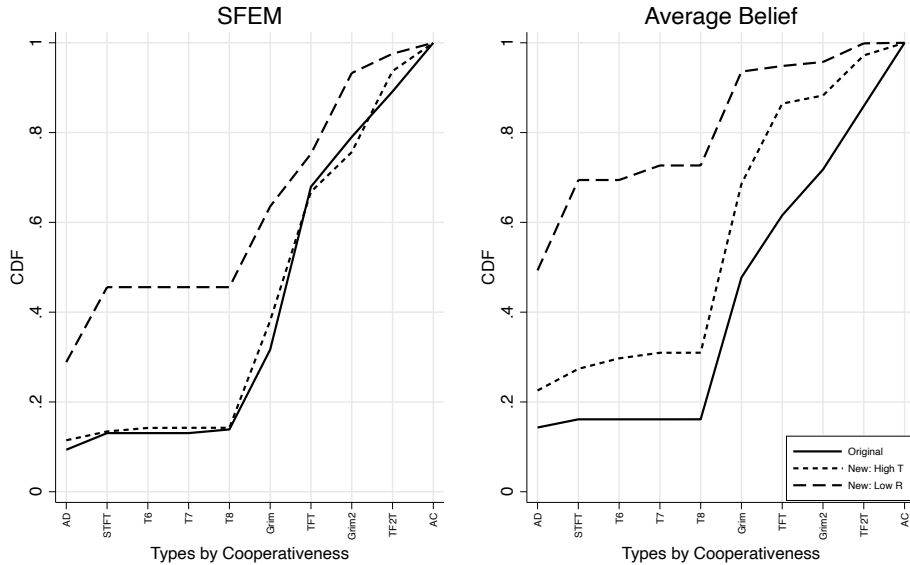 SFEM
CDF
1
.8
.6
.4
.2
0
AD
STFT
T6
T7
T8
Grim
TFT
Grim2
TF2T
AC
Types by Cooperativeness
Average Belief
CDF
1
.8
.6
.4
.2
0
AD
STFT
T6
T7
T8
Grim
TFT
Grim2
TF2T
AC
Types by Cooperativeness
Original
New: High T
New: Low R